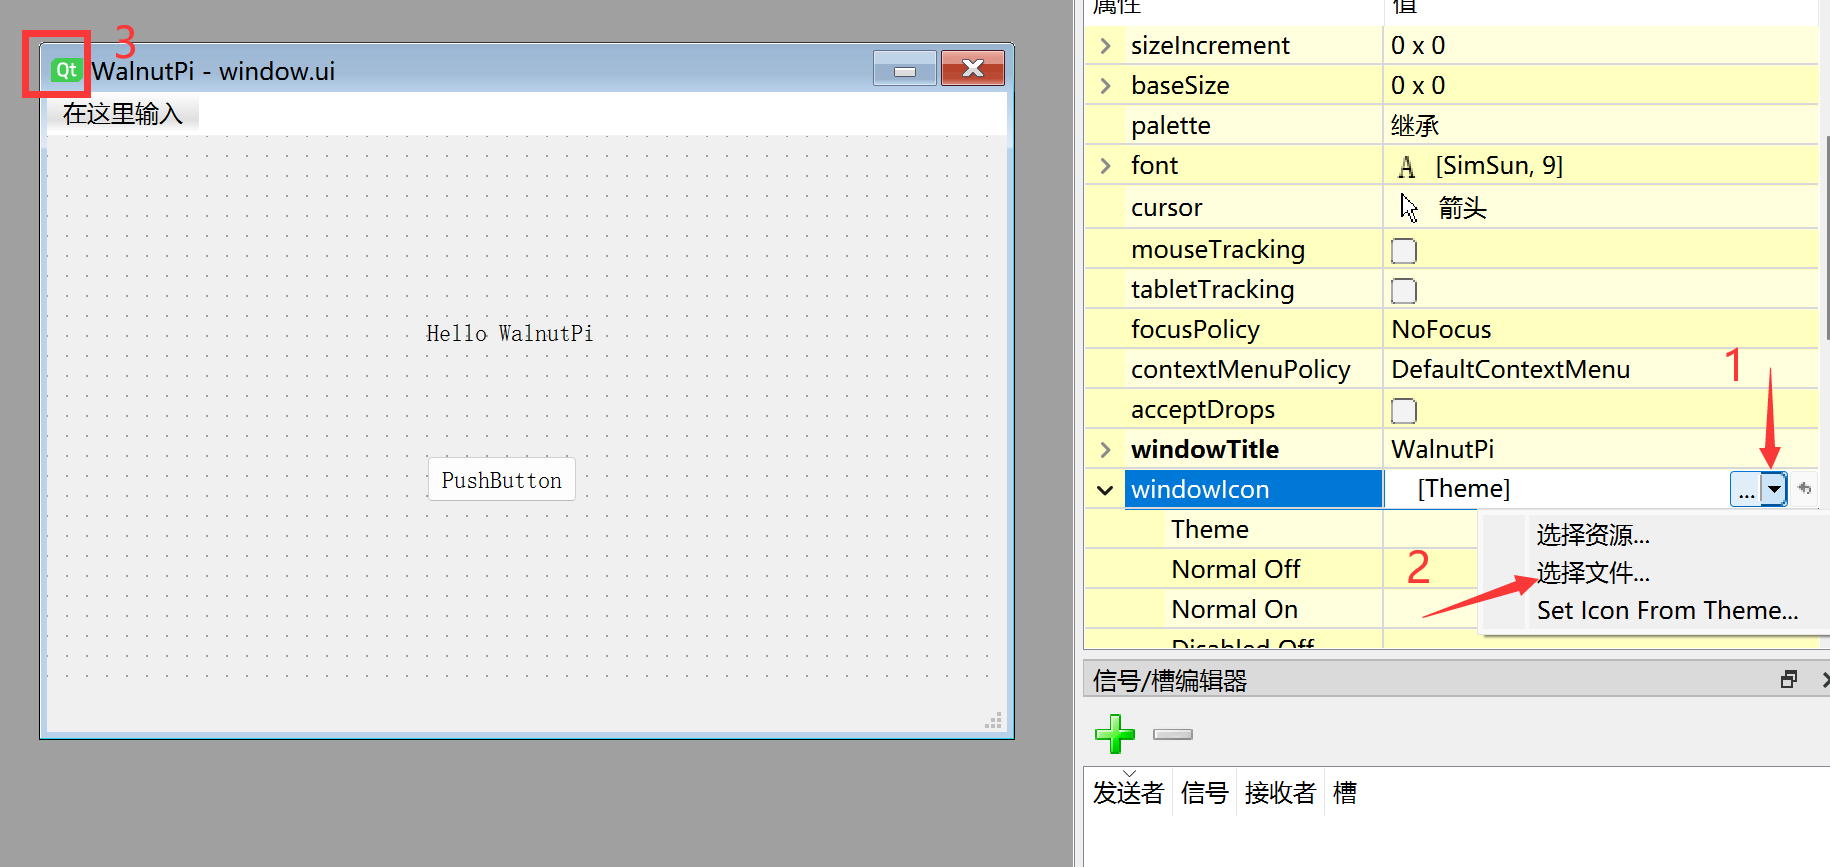 3
Qt WalnutPi - window.ui
在这里输入
Hello WalnutPi
PushButton
属性 值
sizeIncrement 0 x 0
baseSize 0 x 0
palette 继承
font A [SimSun, 9]
cursor 箭头
mouseTracking
tabletTracking
focusPolicy NoFocus
contextMenuPolicy DefaultContextMenu
1
acceptDrops
windowTitle WalnutPi
windowIcon [Theme] ...
Theme
Normal Off
Normal On
Disabled Off
2
选择资源...
选择文件...
Set Icon From Theme...
信号/槽编辑器
发送者 信号 接收者 槽